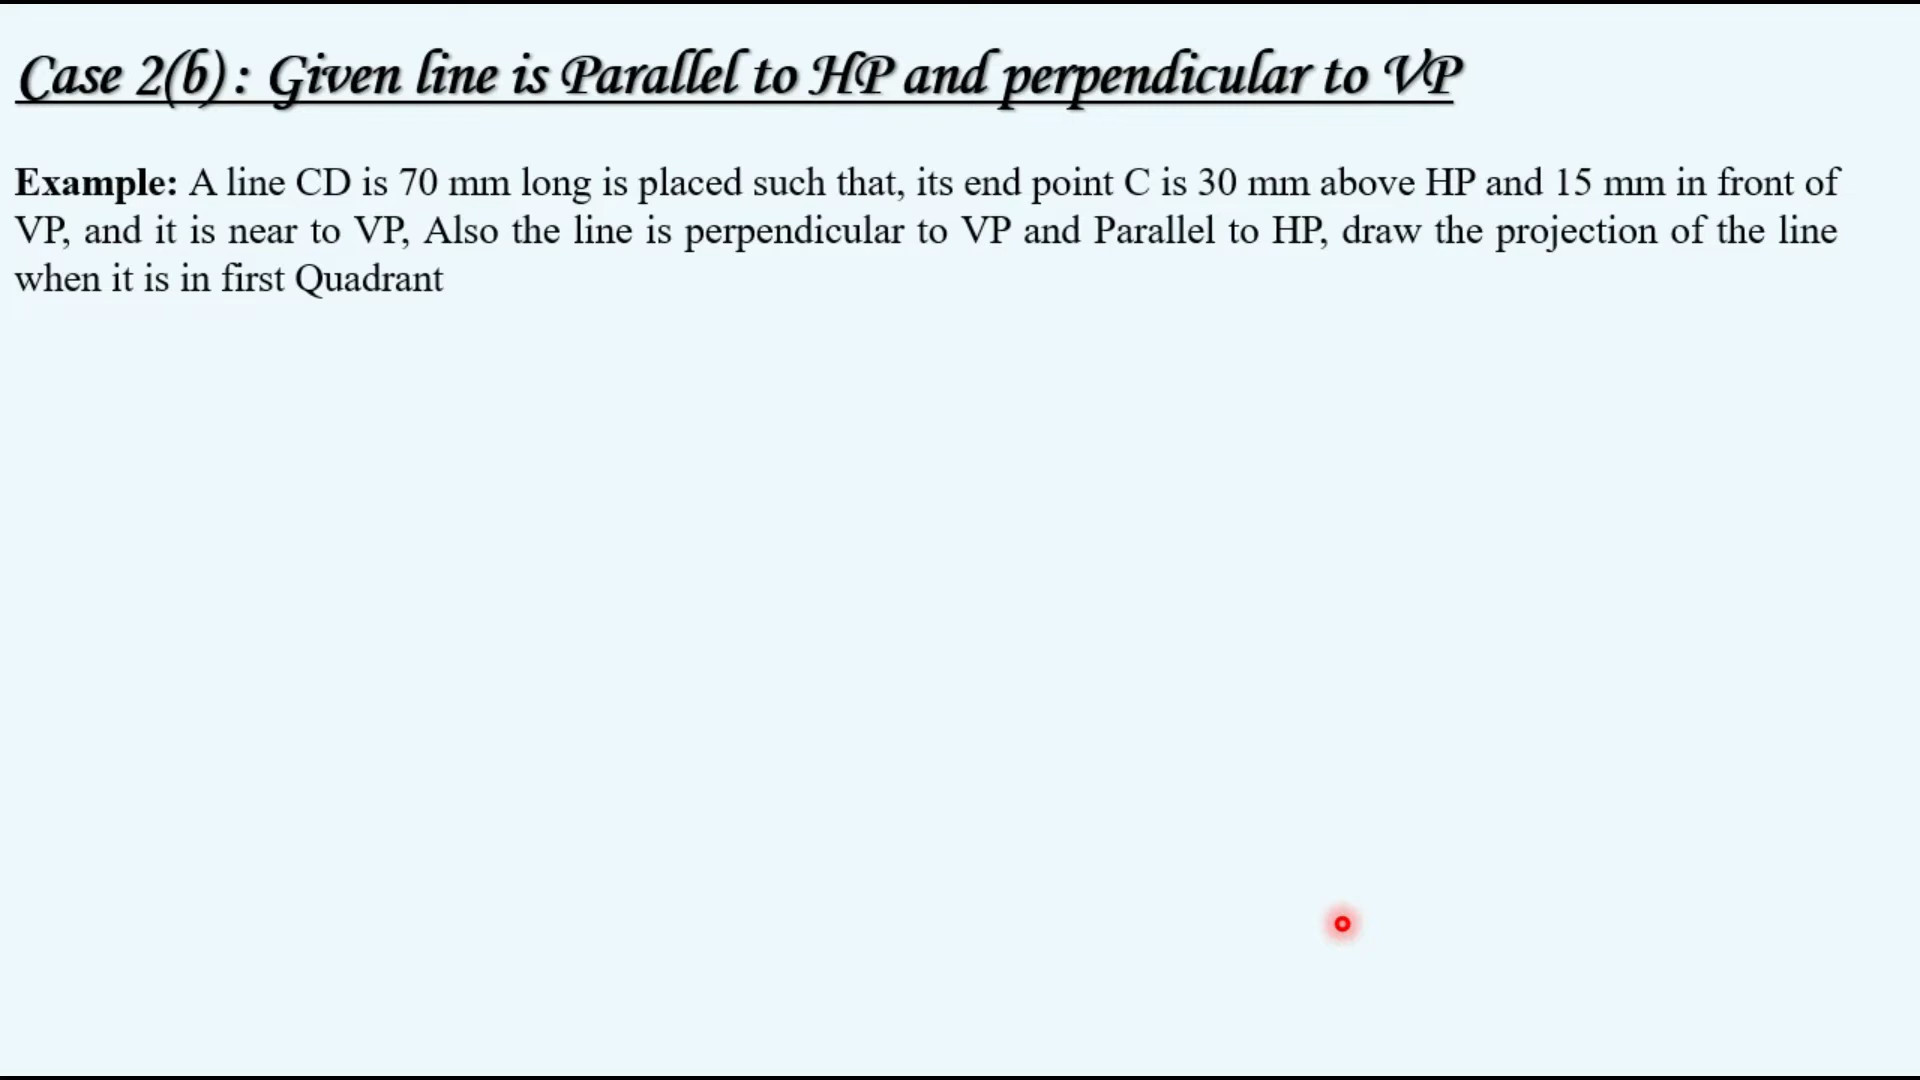 Case 2(b) : Given line is Parallel to HP and perpendicular to VP
Example: A line CD is 70 mm long is placed such that, its end point C is 30 mm above HP and 15 mm in front of
VP, and it is near to VP, Also the line is perpendicular to VP and Parallel to HP, draw the projection of the line
when it is in first Quadrant